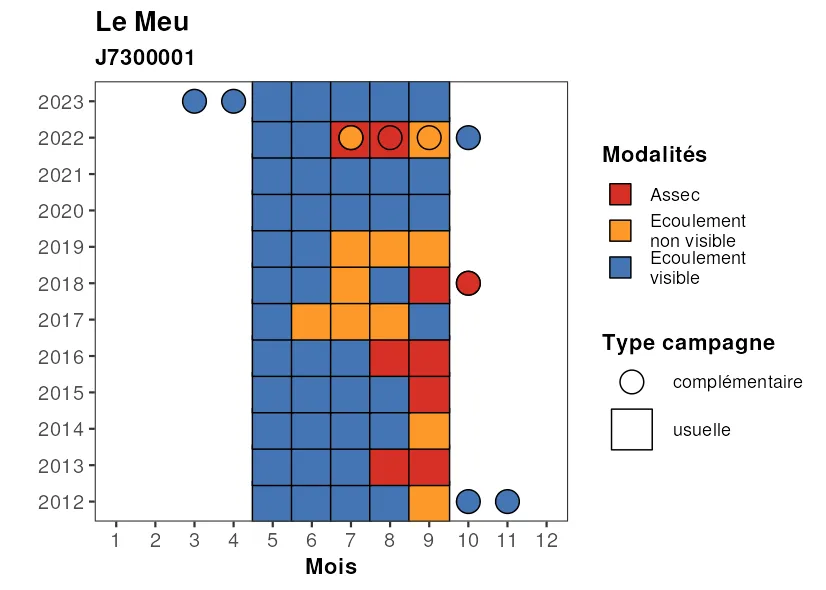 Le Meu
J7300001
2023
2022
2021
2020
2019
2018
2017
2016
2015
2014
2013
2012
1 2 3 4 5 6 7 8 9 10 11 12
Mois
Modalités
Assec
Ecoulement
non visible
Ecoulement
visible
Type campagne
complémentaire
usuelle